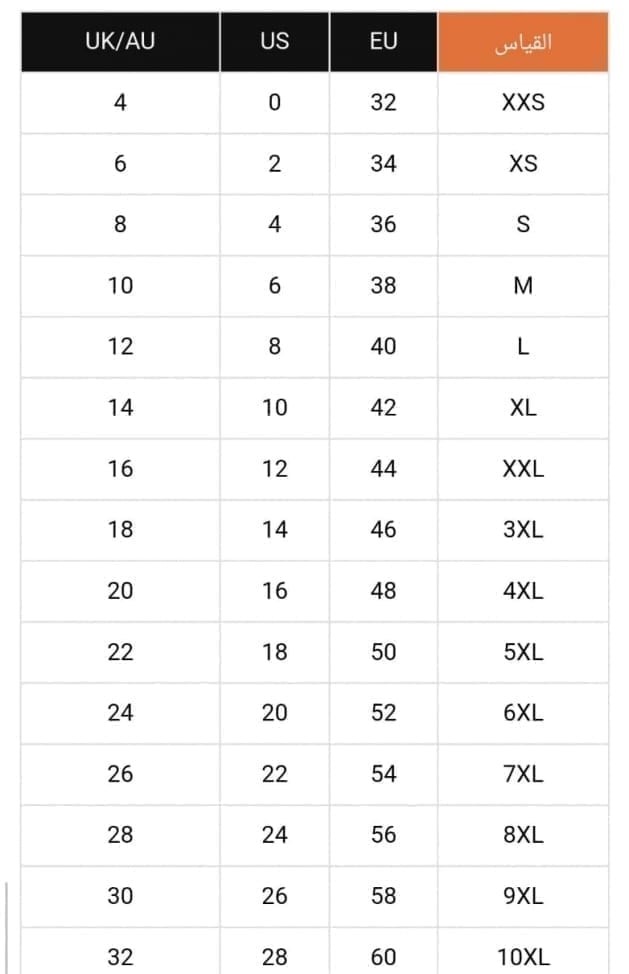 UK/AU US EU القياس
4 0 32 XXS
6 2 34 XS
8 4 36 S
10 6 38 M
12 8 40 L
14 10 42 XL
16 12 44 XXL
18 14 46 3XL
20 16 48 4XL
22 18 50 5XL
24 20 52 6XL
26 22 54 7XL
28 24 56 8XL
30 26 58 9XL
32 28 60 10XL